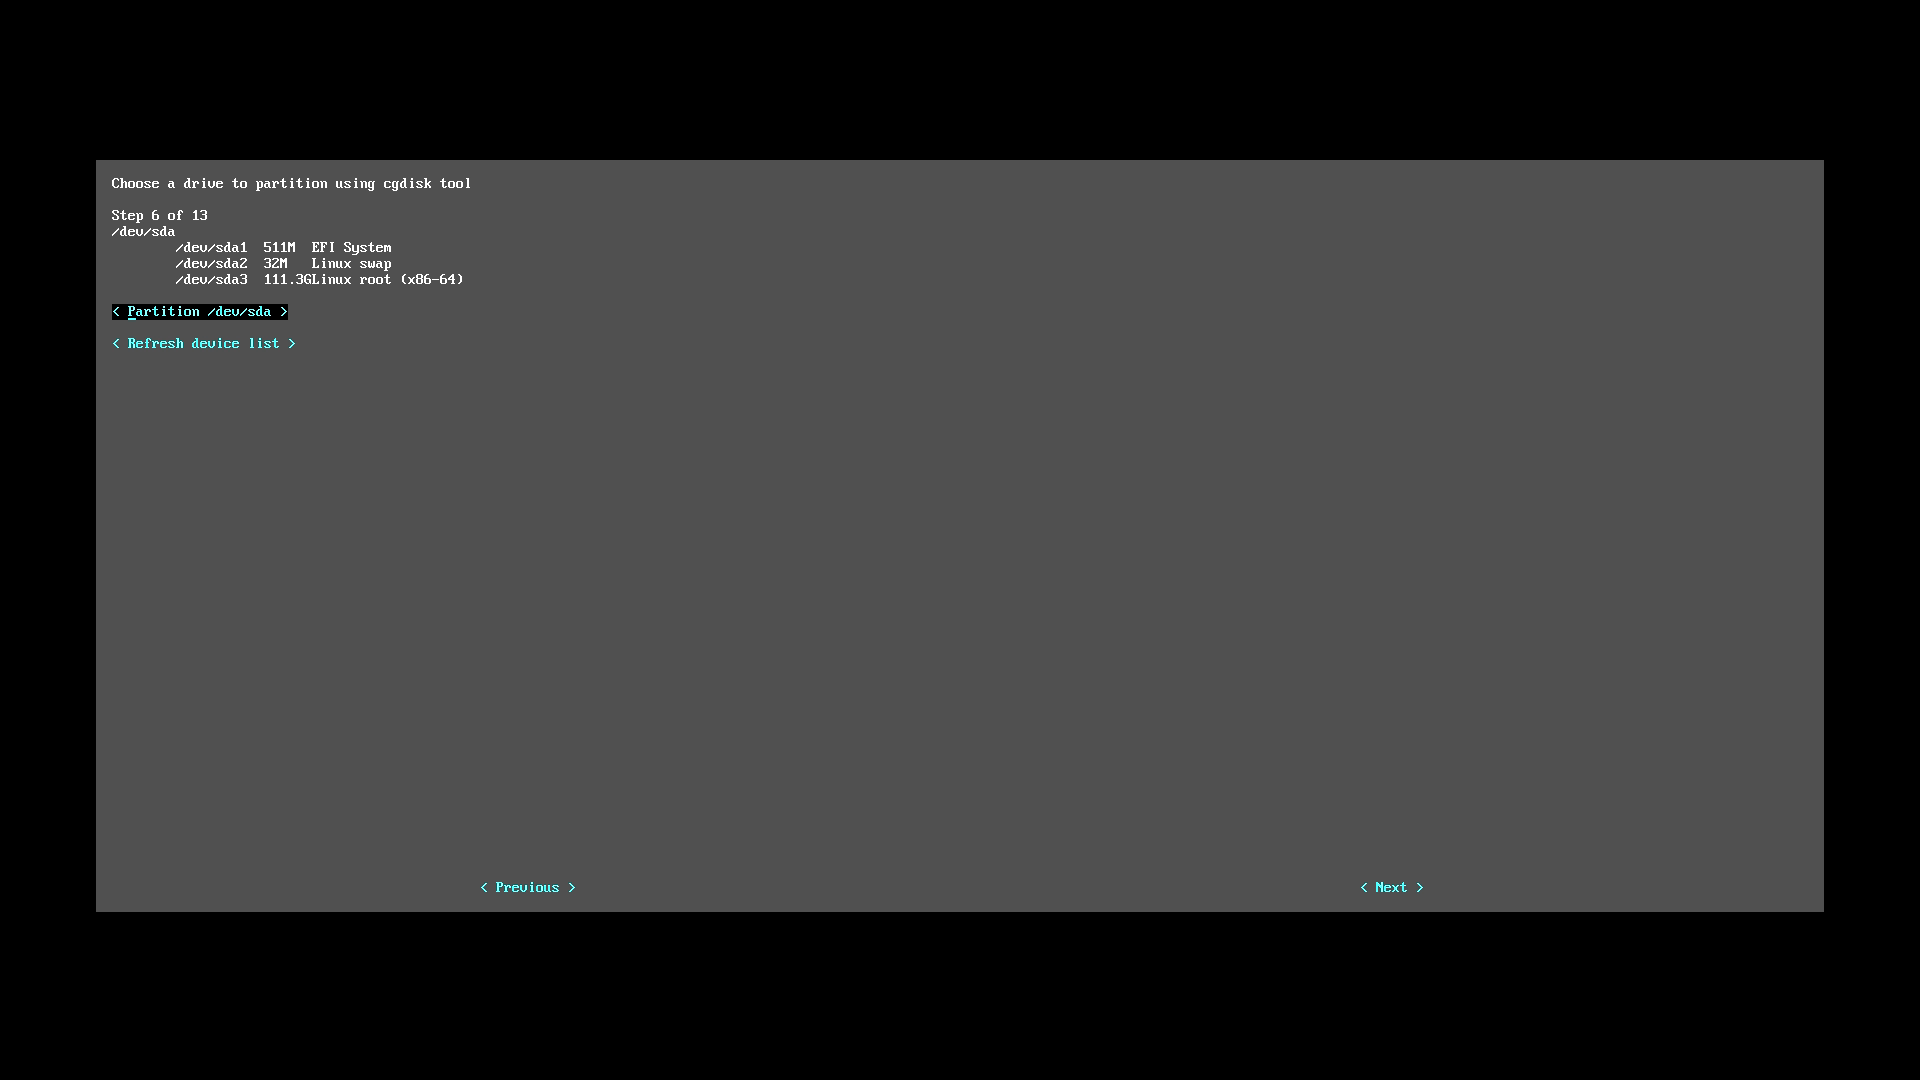 Choose a drive to partition using cgdisk tool
Step 6 of 13
/dev/sda
/dev/sda1 511M EFI System
/dev/sda2 32M Linux swap
/dev/sda3 111.3GLinux root (x86-64)
< Partition /dev/sda >
< Refresh device list >
< Previous > < Next >